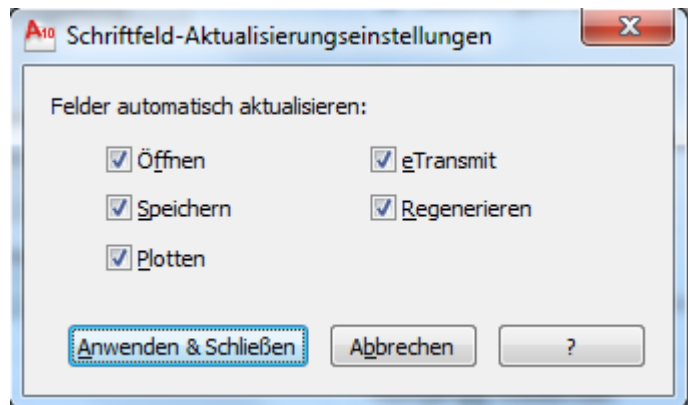 A10 Schriftfeld-Aktualisierungseinstellungen
Felder automatisch aktualisieren:
Öffnen eTransmit
Speichern Regenerieren
Plotten
Anwenden & Schließen Abbrechen ?